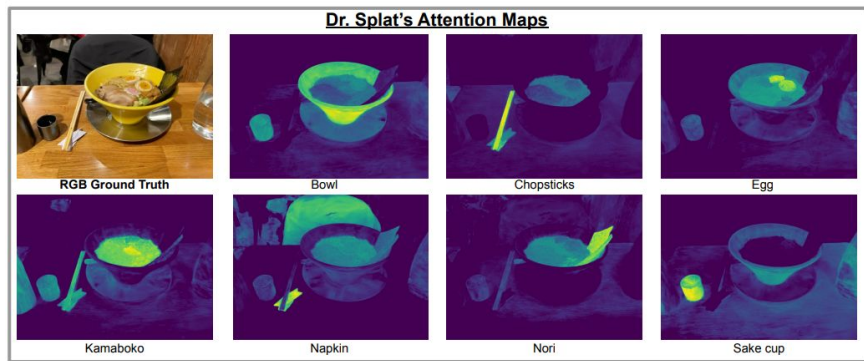 Dr. Splat's Attention Maps
RGB Ground Truth
Bowl
Chopsticks
Egg
Kamaboko
Napkin
Nori
Sake cup